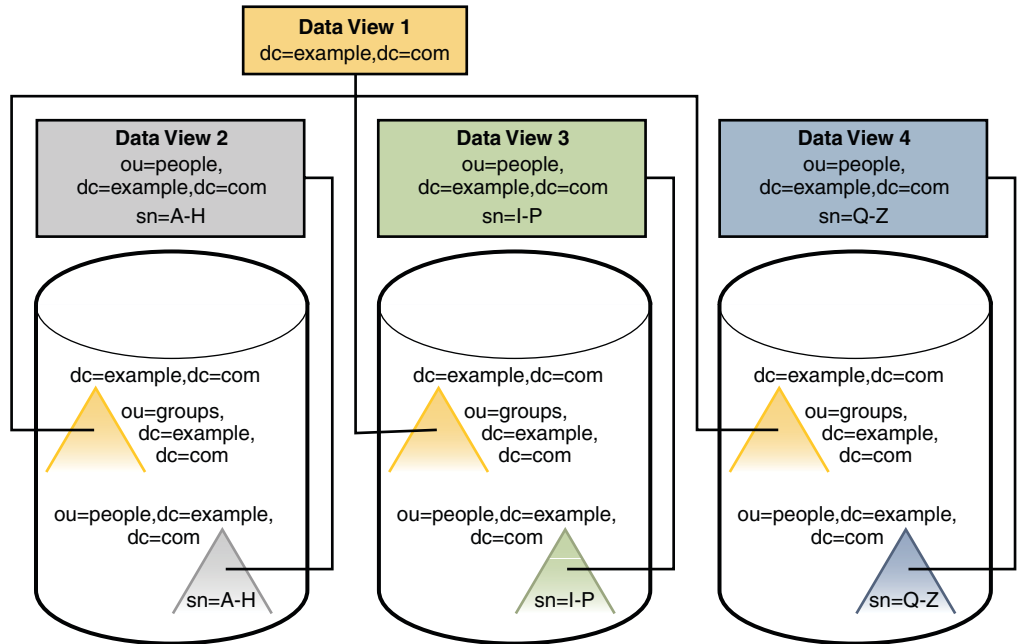 Data View 1
dc=example,dc=com
Data View 2
ou=people,
dc=example,dc=com
sn=A-H
Data View 3
ou=people,
dc=example,dc=com
sn=I-P
Data View 4
ou=people,
dc=example,dc=com
sn=Q-Z
dc=example,dc=com
ou=groups,
dc=example,
dc=com
ou=people,dc=example,
dc=com
sn=A-H
dc=example,dc=com
ou=groups,
dc=example,
dc=com
ou=people,dc=example,
dc=com
sn=I-P
dc=example,dc=com
ou=groups,
dc=example,
dc=com
ou=people,dc=example,
dc=com
sn=Q-Z